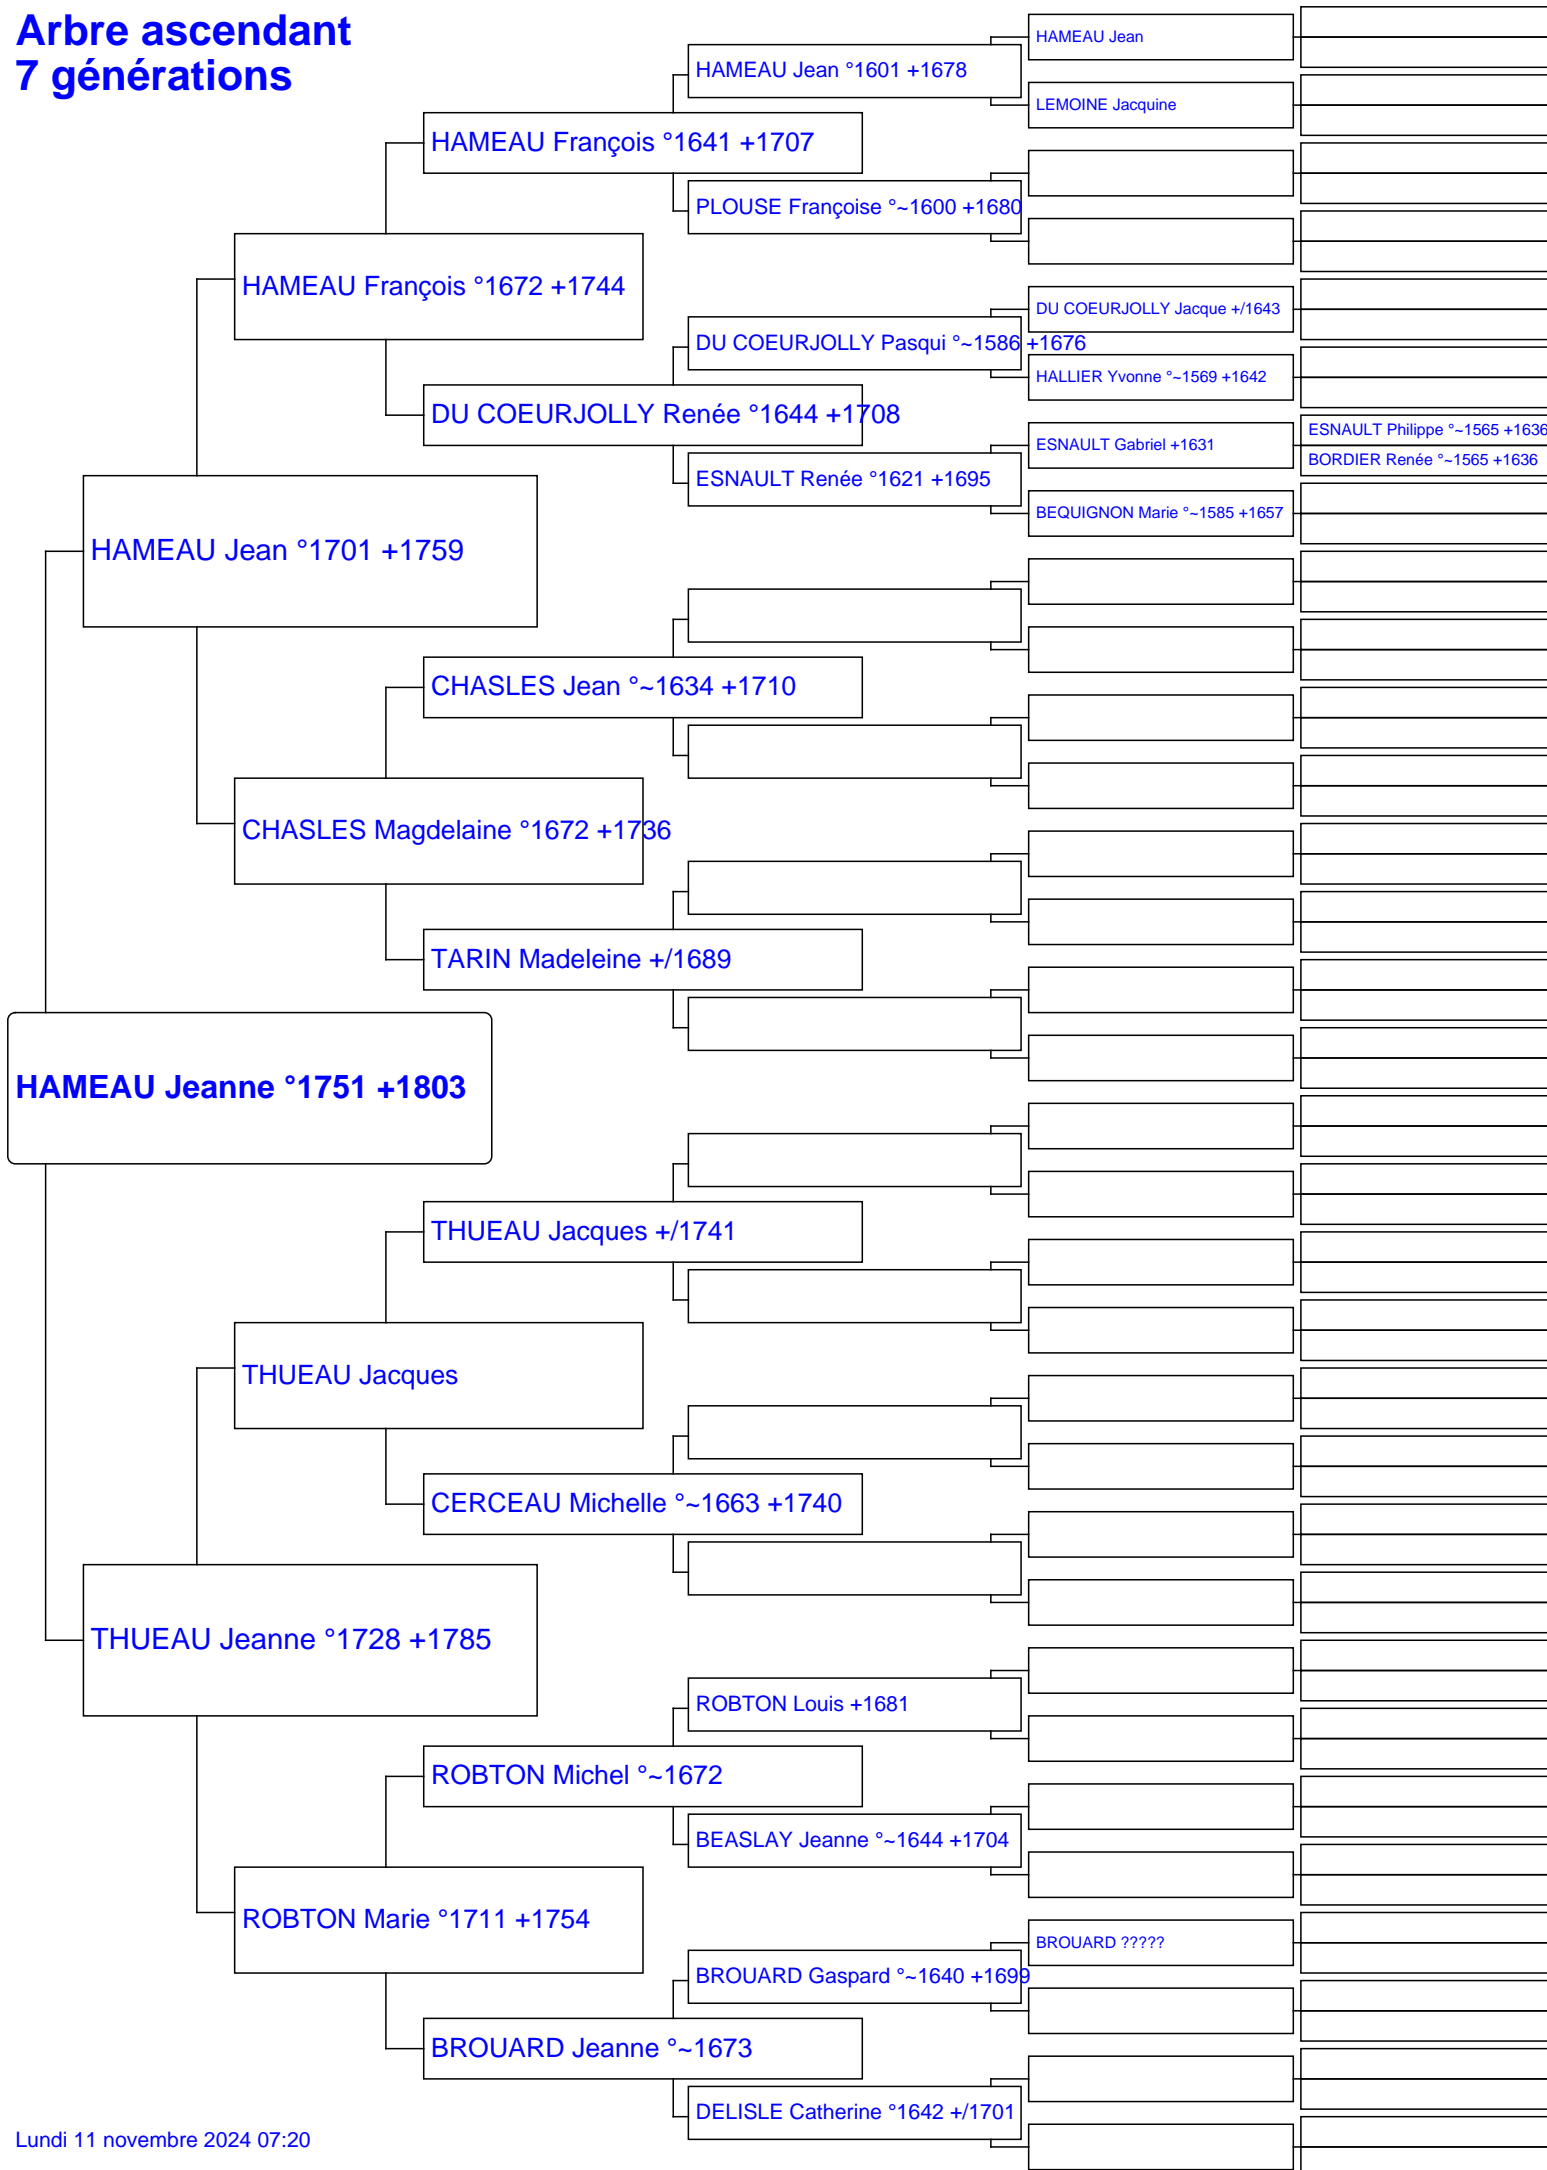 Arbre ascendant
7 générations
HAMEAU Jean
HAMEAU Jean °1601 +1678
LEMOINE Jacquine
HAMEAU François °1641 +1707
PLOUSE Françoise °~1600 +1680
HAMEAU François °1672 +1744
DU COEURJOLLY Jacque +/1643
DU COEURJOLLY Pasqui °~1586 +1676
HALLIER Yvonne °~1569 +1642
DU COEURJOLLY Renée °1644 +1708
ESNAULT Philippe °~1565 +1636
ESNAULT Gabriel +1631
BORDIER Renée °~1565 +1636
ESNAULT Renée °1621 +1695
BEQUIGNON Marie °~1585 +1657
HAMEAU Jean °1701 +1759
CHASLES Jean °~1634 +1710
CHASLES Magdelaine °1672 +1736
TARIN Madeleine +/1689
HAMEAU Jeanne °1751 +1803
THUEAU Jacques +/1741
THUEAU Jacques
CERCEAU Michelle °~1663 +1740
THUEAU Jeanne °1728 +1785
ROBTON Louis +1681
ROBTON Michel °~1672
BEASLAY Jeanne °~1644 +1704
ROBTON Marie °1711 +1754
BROUARD ?????
BROUARD Gaspard °~1640 +1699
BROUARD Jeanne °~1673
DELISLE Catherine °1642 +/1701
Lundi 11 novembre 2024 07:20